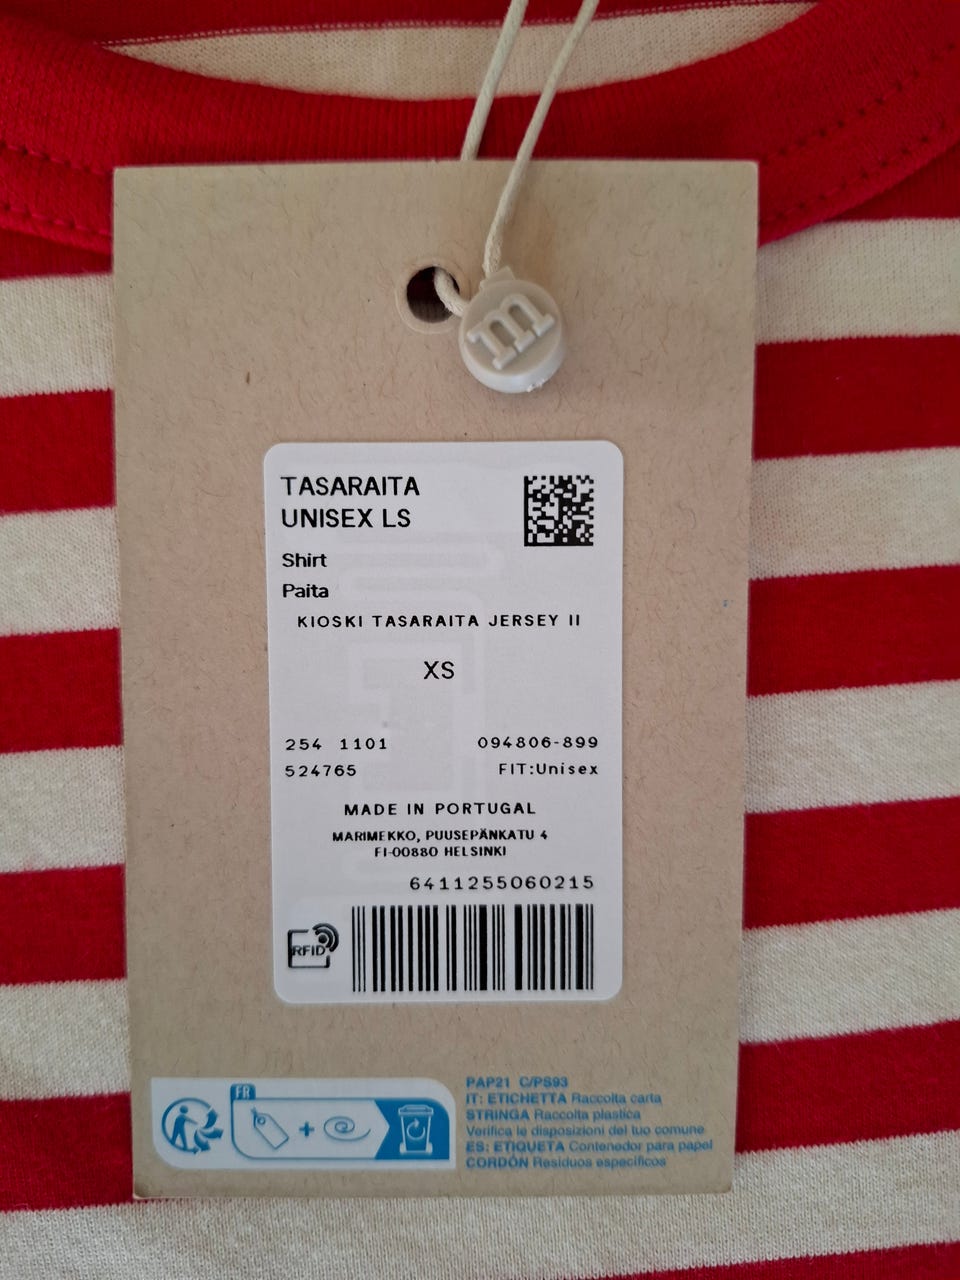 m
TASARAITA
UNISEX LS
Shirt
Paita
KIOSKI TASARAITA JERSEY II
XS
254 1101 094806-899
524765 FIT:Unisex
MADE IN PORTUGAL
MARIMEKKO, PUUSEPÄNKATU 4
FI-00880 HELSINKI
6411255060215
RFID
FR
PAP21 C/PS93
IT: ETICHETTA Raccolta carta
STRINGA Raccolta plastica
Verifica le disposizioni del tuo comune
ES: ETIQUETA Contenedor para papel
CORDÓN Residuos específicos